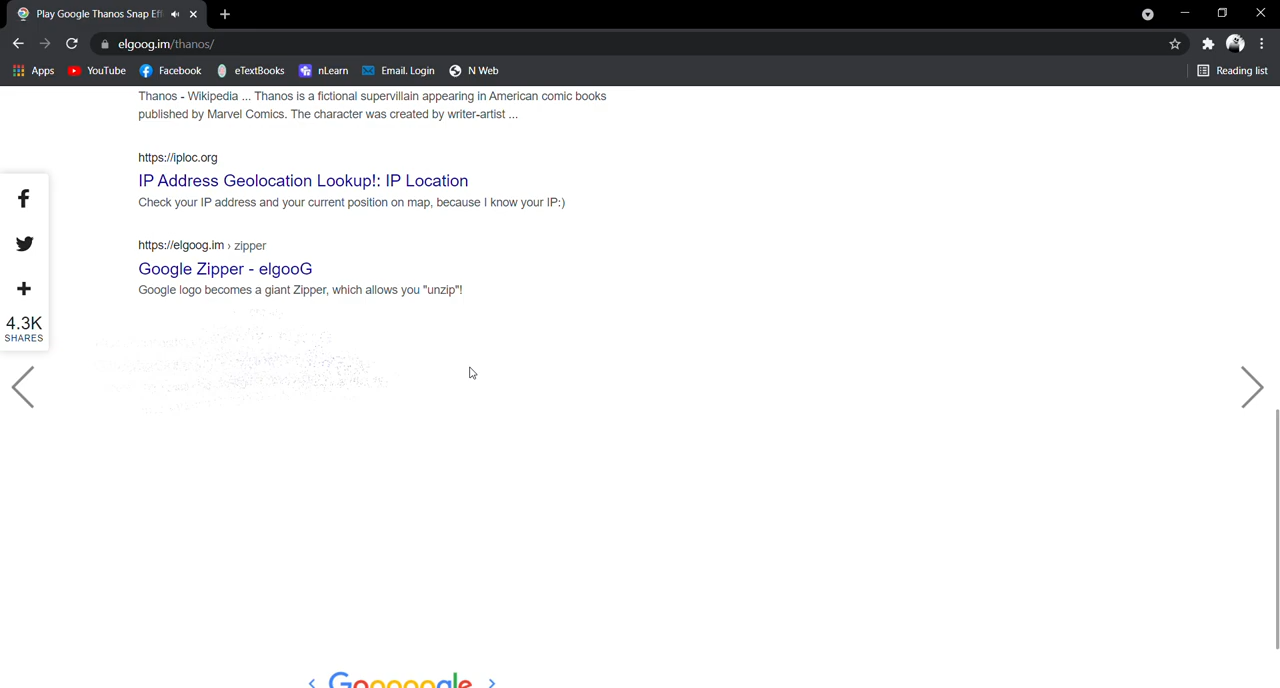 Play Google Thanos Snap Eff
elgoog.im/thanos/
Apps YouTube Facebook eTextBooks nLearn Email. Login N Web Reading list
Thanos - Wikipedia ... Thanos is a fictional supervillain appearing in American comic books
published by Marvel Comics. The character was created by writer-artist ...
https://iploc.org
IP Address Geolocation Lookup!: IP Location
Check your IP address and your current position on map, because I know your IP:)
https://elgoog.im › zipper
Google Zipper - elgooG
Google logo becomes a giant Zipper, which allows you "unzip"!
4.3K
SHARES
< Goooooogle >